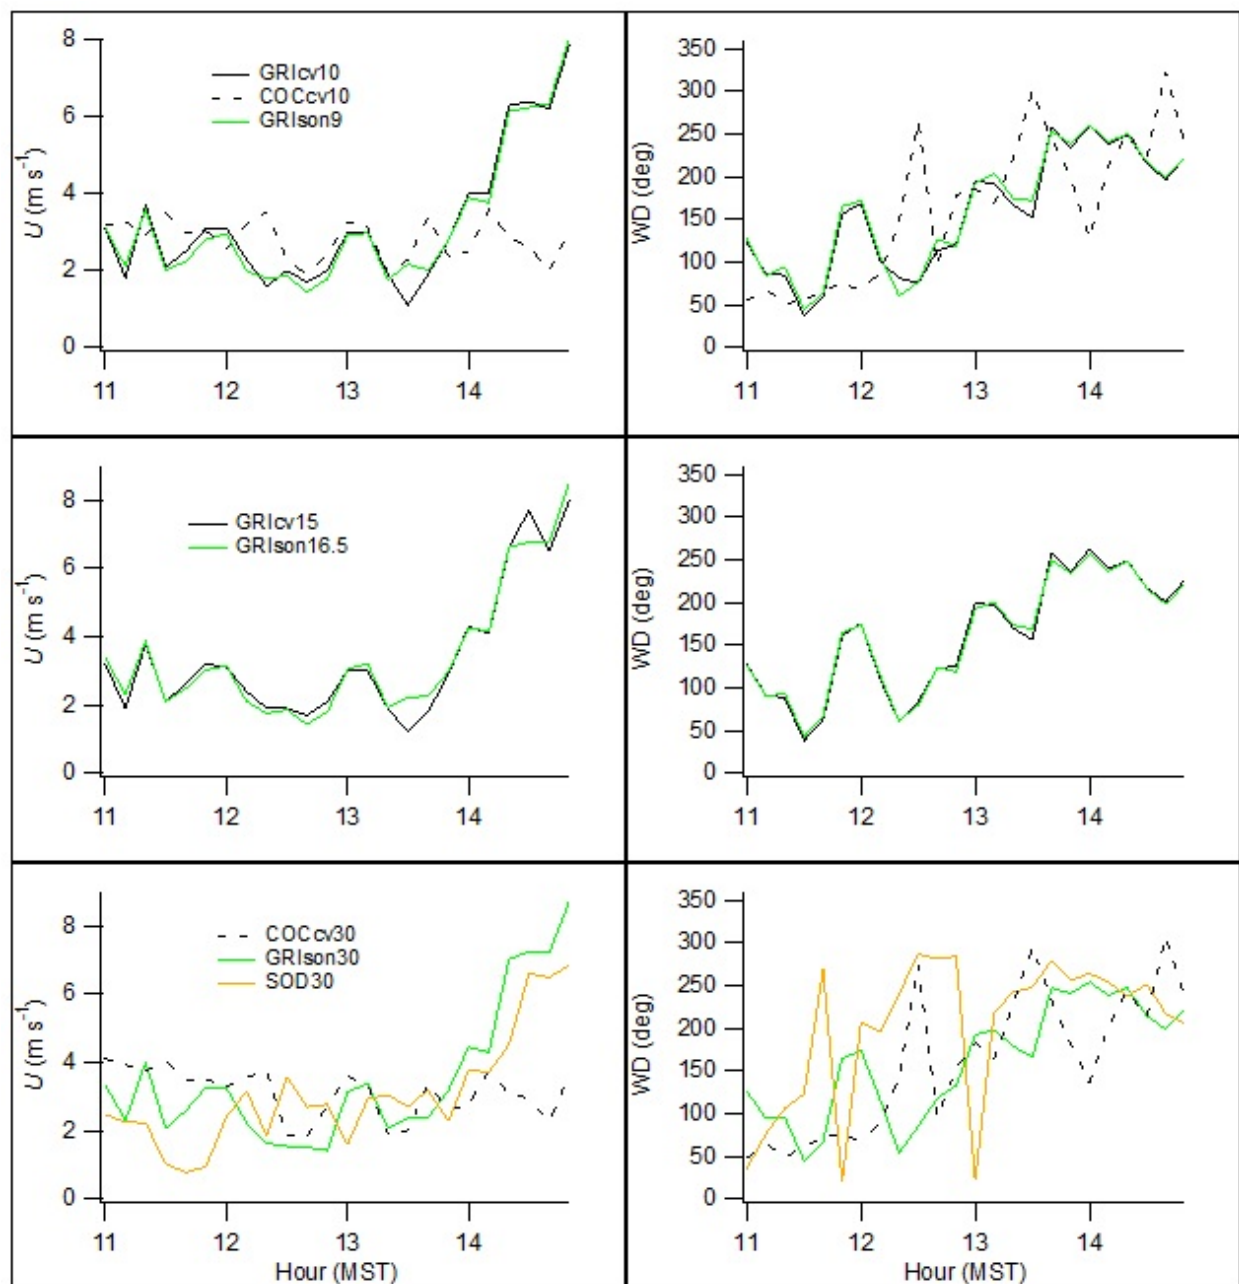 8
6
4
2
0
U (m s⁻¹)
GRIcv10
COCcv10
GRIson9
11 12 13 14
350
300
250
200
150
100
50
0
WD (deg)
11 12 13 14
8
6
4
2
0
U (m s⁻¹)
GRIcv15
GRIson16.5
11 12 13 14
350
300
250
200
150
100
50
0
WD (deg)
11 12 13 14
8
6
4
2
0
U (m s⁻¹)
COCcv30
GRIson30
SOD30
11 12 13 14
Hour (MST)
350
300
250
200
150
100
50
0
WD (deg)
11 12 13 14
Hour (MST)